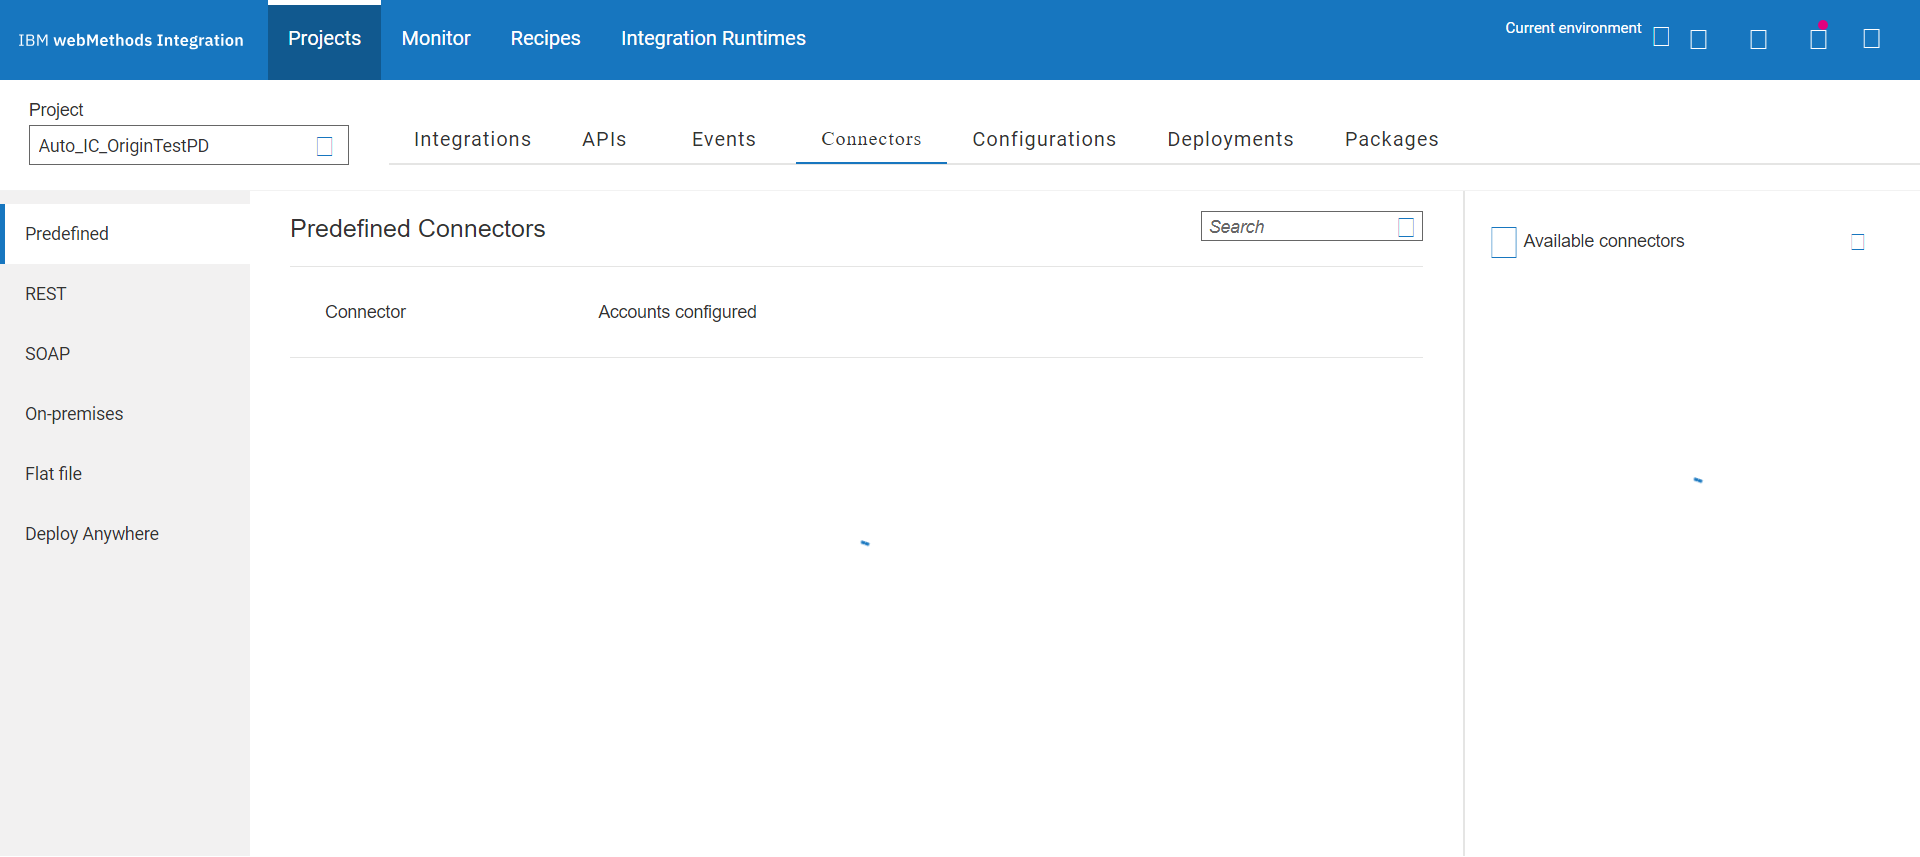 IBM webMethods Integration
Projects
Monitor
Recipes
Integration Runtimes
Current environment
Project
Auto_IC_OriginTestPD
Integrations
APIs
Events
Connectors
Configurations
Deployments
Packages
Predefined
REST
SOAP
On-premises
Flat file
Deploy Anywhere
Predefined Connectors
Search
Connector
Accounts configured
Available connectors